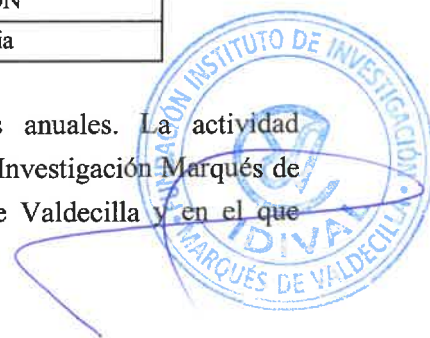 ia
s anuales. La actividad
Investigación Marqués de
e Valdecilla y en el que
FUNDACIÓN INSTITUTO DE INVESTIGACIÓN
MARQUÉS DE VALDECILLA
IDIVAL